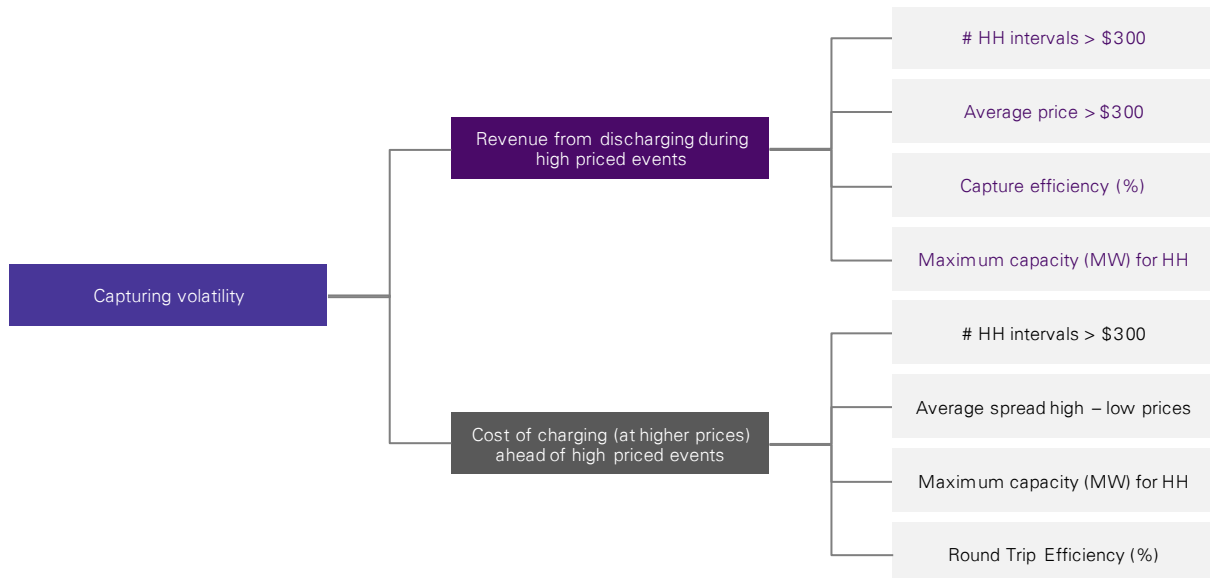 Capturing volatility
Revenue from discharging during
high priced events
# HH intervals > $300
Average price > $300
Capture efficiency (%)
Maximum capacity (MW) for HH
Cost of charging (at higher prices)
ahead of high priced events
# HH intervals > $300
Average spread high – low prices
Maximum capacity (MW) for HH
Round Trip Efficiency (%)